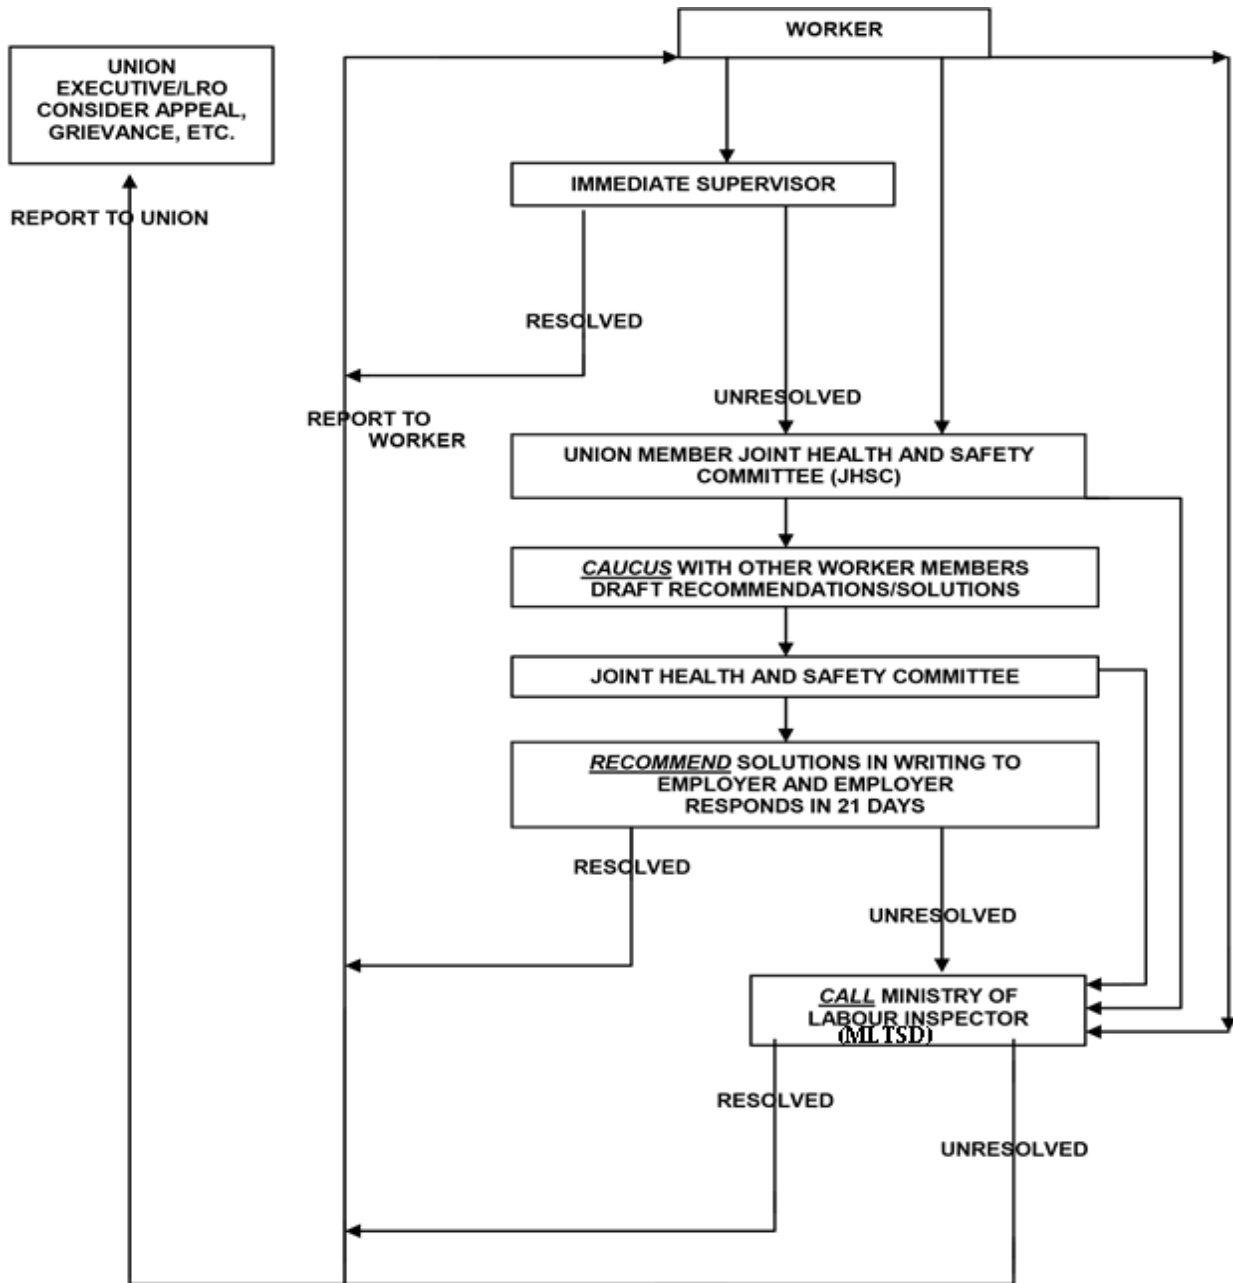 WORKER
UNION
EXECUTIVE/LRO
CONSIDER APPEAL,
GRIEVANCE, ETC.
IMMEDIATE SUPERVISOR
REPORT TO UNION
RESOLVED
UNRESOLVED
REPORT TO
WORKER
UNION MEMBER JOINT HEALTH AND SAFETY
COMMITTEE (JHSC)
CAUCUS WITH OTHER WORKER MEMBERS
DRAFT RECOMMENDATIONS/SOLUTIONS
JOINT HEALTH AND SAFETY COMMITTEE
RECOMMEND SOLUTIONS IN WRITING TO
EMPLOYER AND EMPLOYER
RESPONDS IN 21 DAYS
RESOLVED
UNRESOLVED
CALL MINISTRY OF
LABOUR INSPECTOR
(MLTSD)
RESOLVED
UNRESOLVED